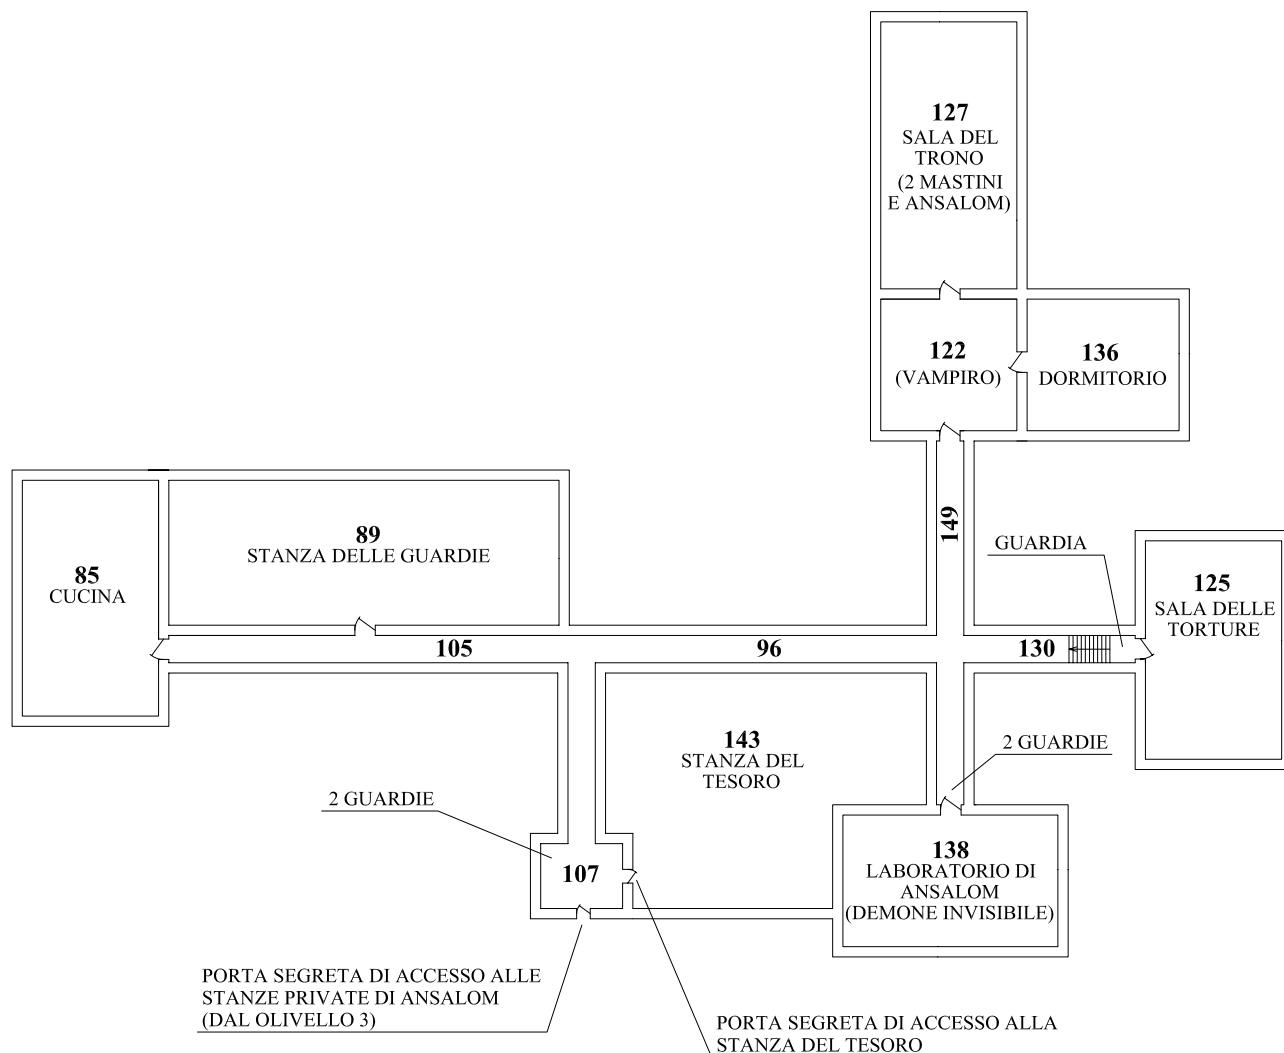 127
SALA DEL
TRONO
(2 MASTINI
E ANSALOM)
122
(VAMPIRO)
136
DORMITORIO
149
89
STANZA DELLE GUARDIE
85
CUCINA
GUARDIA
125
SALA DELLE
TORTURE
105
96
130
143
STANZA DEL
TESORO
2 GUARDIE
2 GUARDIE
107
138
LABORATORIO DI
ANSALOM
(DEMONE INVISIBILE)
PORTA SEGRETA DI ACCESSO ALLE
STANZE PRIVATE DI ANSALOM
(DAL OLIVELLO 3)
PORTA SEGRETA DI ACCESSO ALLA
STANZA DEL TESORO